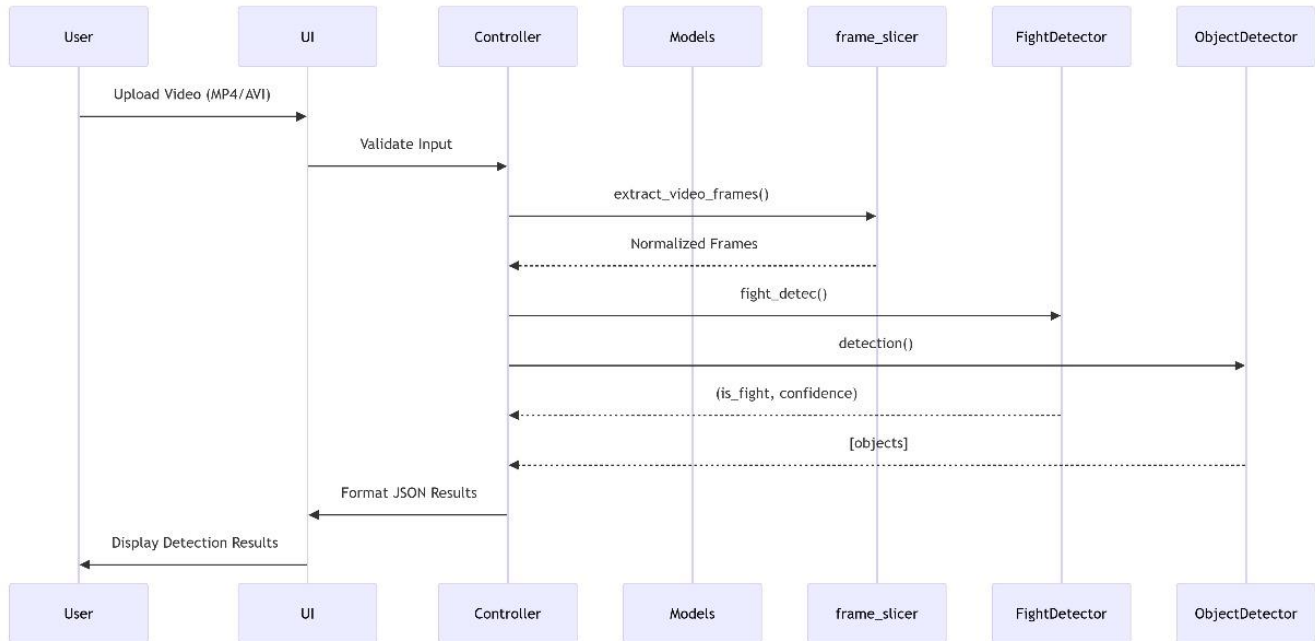 User
UI
Controller
Models
frame_slicer
FightDetector
ObjectDetector
Upload Video (MP4/AVI)
Validate Input
extract_video_frames()
Normalized Frames
fight_detec()
detection()
(is_fight, confidence)
[objects]
Format JSON Results
Display Detection Results
User
UI
Controller
Models
frame_slicer
FightDetector
ObjectDetector